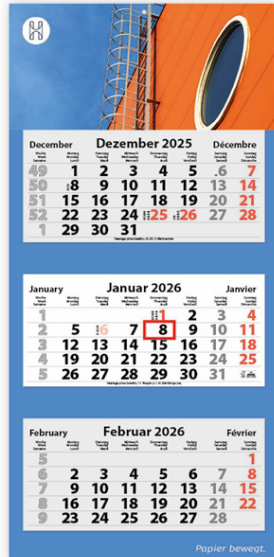 December Dezember 2025 Décembre
49 1 2 3 4 5 6 7
50 8 9 10 11 12 13 14
51 15 16 17 18 19 20 21
52 22 23 24 25 26 27 28
1 29 30 31
January Januar 2026 Janvier
1 1 2 3 4
2 5 6 7 8 9 10 11
3 12 13 14 15 16 17 18
4 19 20 21 22 23 24 25
5 26 27 28 29 30 31
February Februar 2026 Février
5 1
6 2 3 4 5 6 7 8
7 9 10 11 12 13 14 15
8 16 17 18 19 20 21 22
9 23 24 25 26 27 28
Papier bewegt.